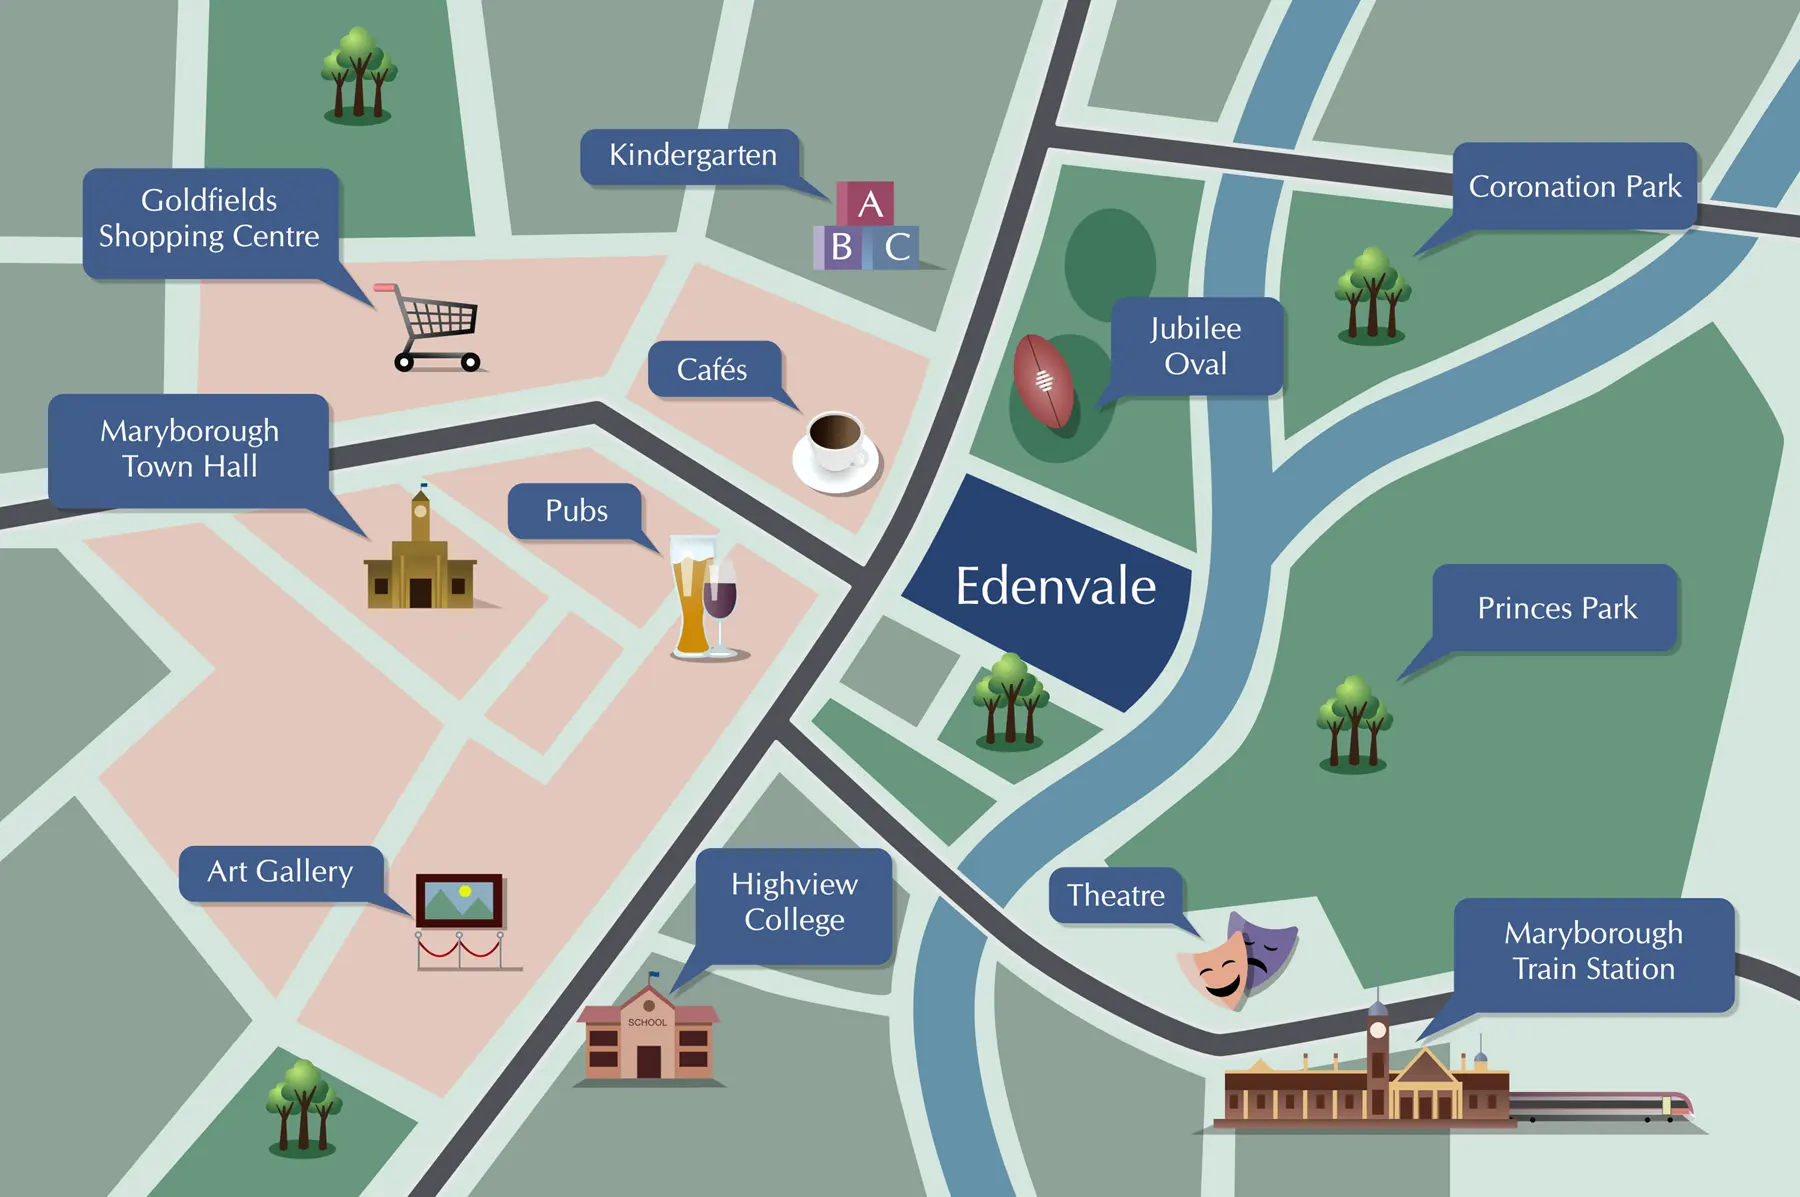 Kindergarten
A
B C
Goldfields
Shopping Centre
Coronation Park
Jubilee
Oval
Cafés
Maryborough
Town Hall
Pubs
Edenvale
Princes Park
Art Gallery
Highview
College
Theatre
Maryborough
Train Station
SCHOOL